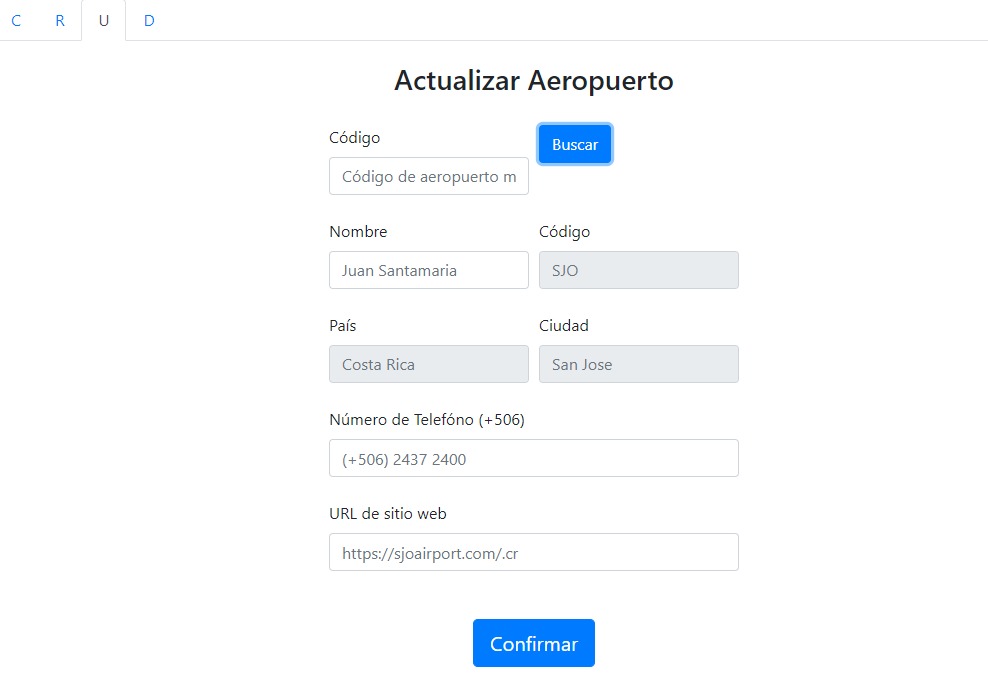 C R U D
Actualizar Aeropuerto
Código
Buscar
Código de aeropuerto m
Nombre Código
Juan Santamaria SJO
País Ciudad
Costa Rica San Jose
Número de Telefóno (+506)
(+506) 2437 2400
URL de sitio web
https://sjoairport.com/.cr
Confirmar